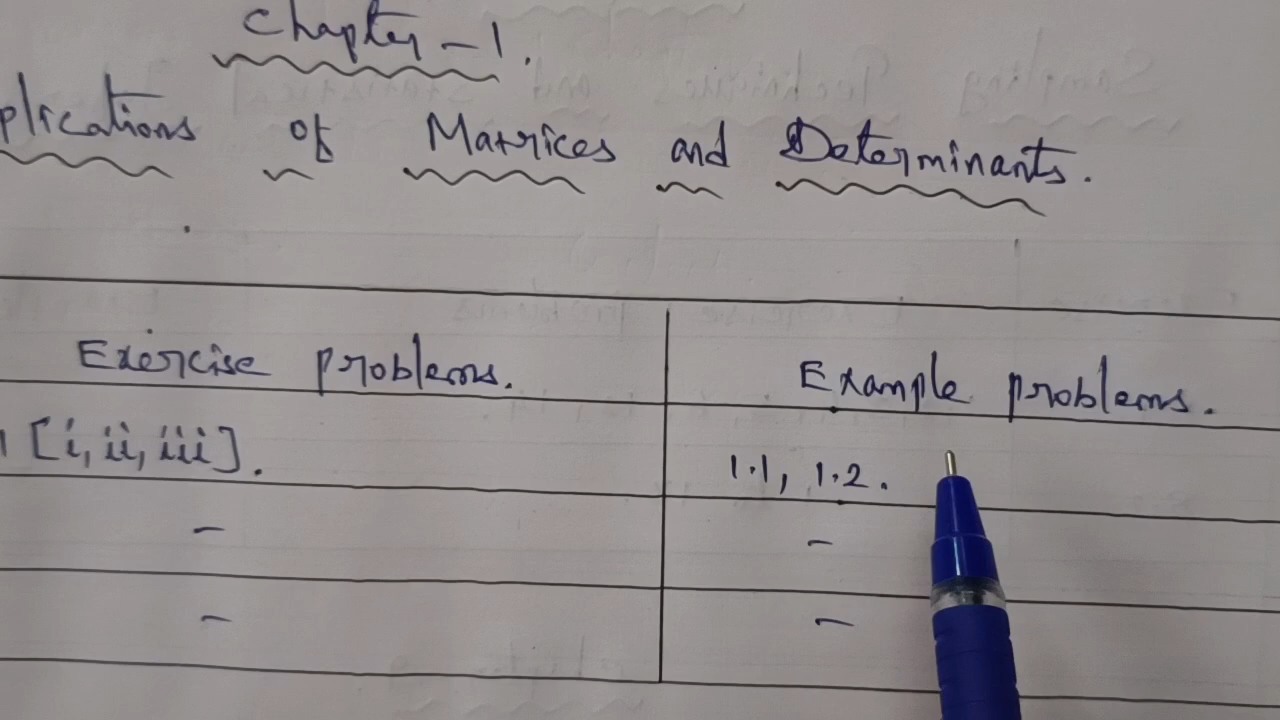 Chapter - 1.
plications of Matrices and Determinants.
Exercise problems. Example problems.
[i, ii, iii]. 1.1, 1.2.
- -
- -